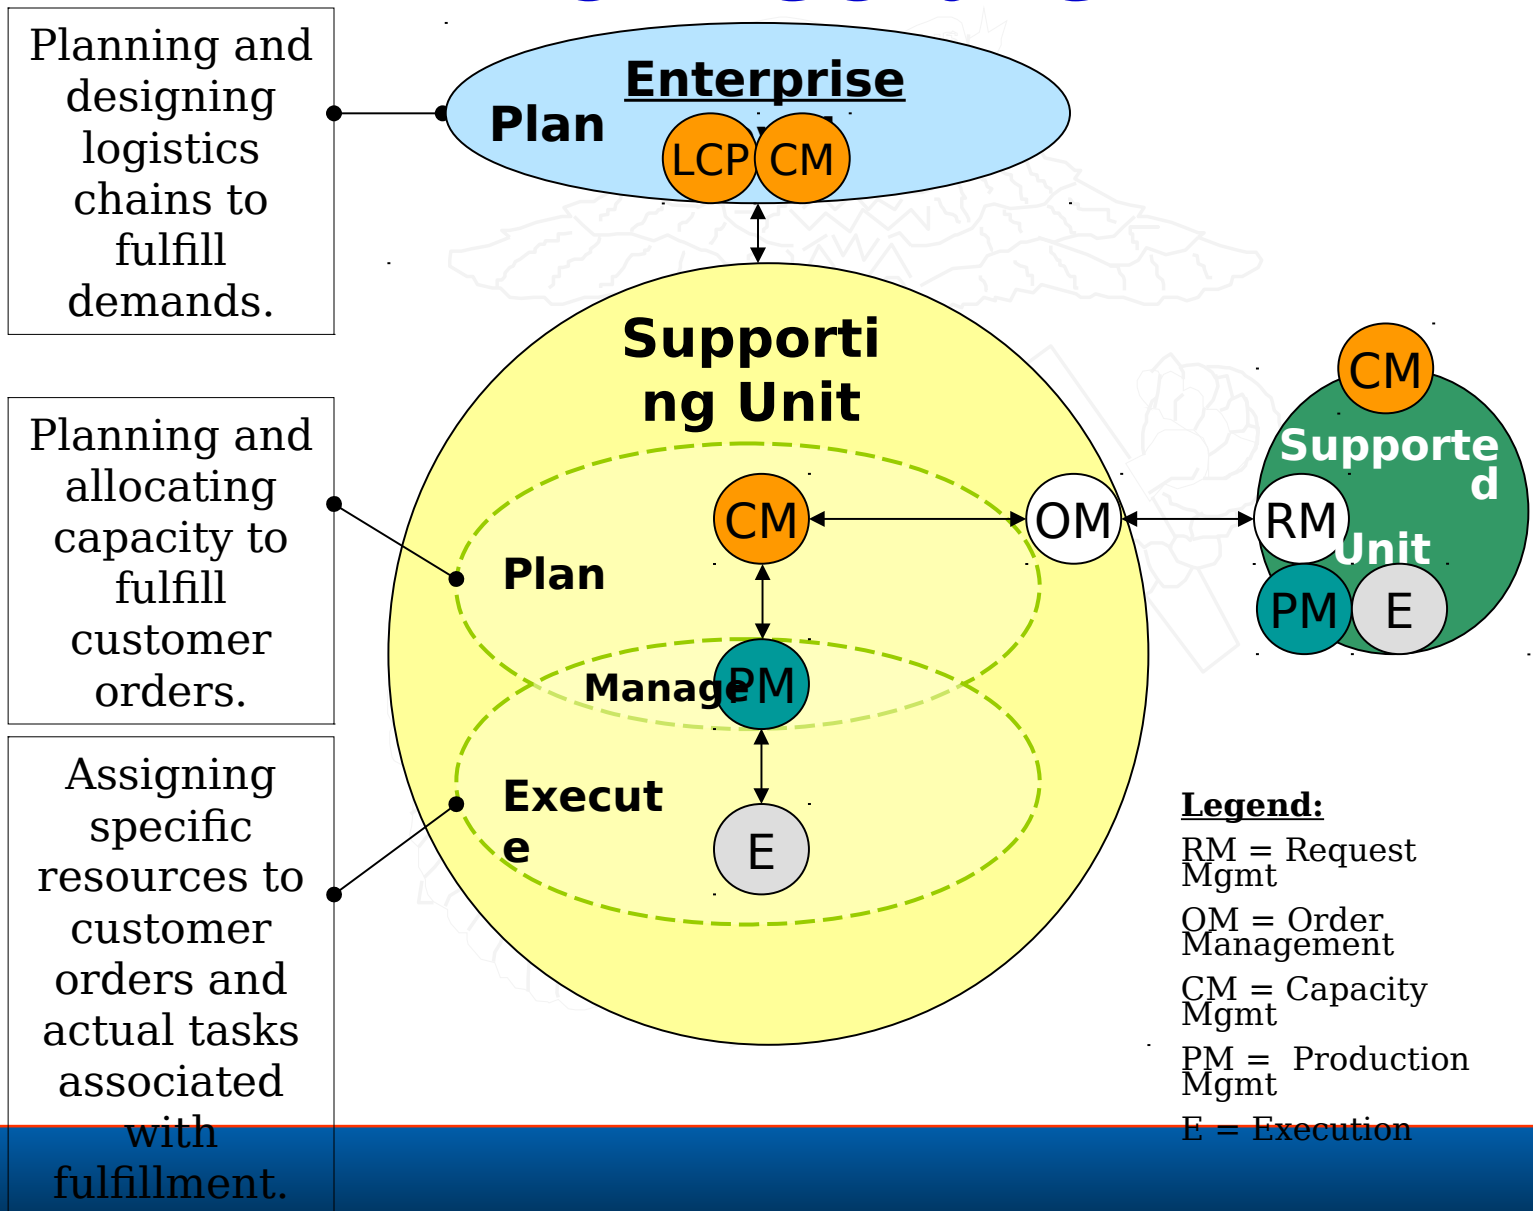 Planning and
designing
logistics
chains to
fulfill
demands.
Enterprise
Plan
LCP
CM
Supporti
ng Unit
Planning and
allocating
capacity to
fulfill
customer
orders.
CM
OM
Plan
Manage
PM
CM
Supporte
d
RM
Unit
PM
E
Assigning
specific
resources to
customer
orders and
actual tasks
associated
with
fulfillment.
Execut
e
E
Legend:
RM = Request
Mgmt
OM = Order
Management
CM = Capacity
Mgmt
PM =  Production
Mgmt
E = Execution